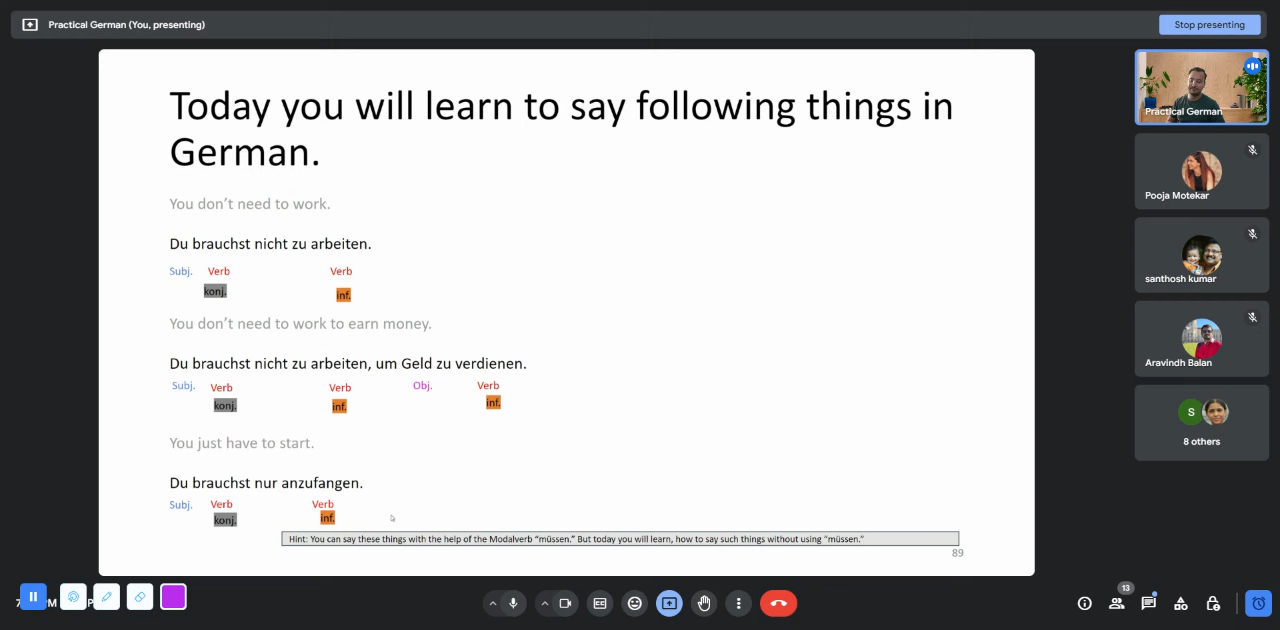 Practical German (You, presenting)
Stop presenting
Today you will learn to say following things in
German.
You don't need to work.
Du brauchst nicht zu arbeiten.
Subj. Verb Verb
konj. inf.
You don't need to work to earn money.
Du brauchst nicht zu arbeiten, um Geld zu verdienen.
Subj. Verb Verb Obj. Verb
konj. inf. inf.
You just have to start.
Du brauchst nur anzufangen.
Subj. Verb Verb
konj. inf.
Hint: You can say these things with the help of the Modalverb "müssen." But today you will learn, how to say such things without using "müssen."
89
Practical German
Pooja Motekar
santhosh kumar
Aravindh Balan
S
8 others
13